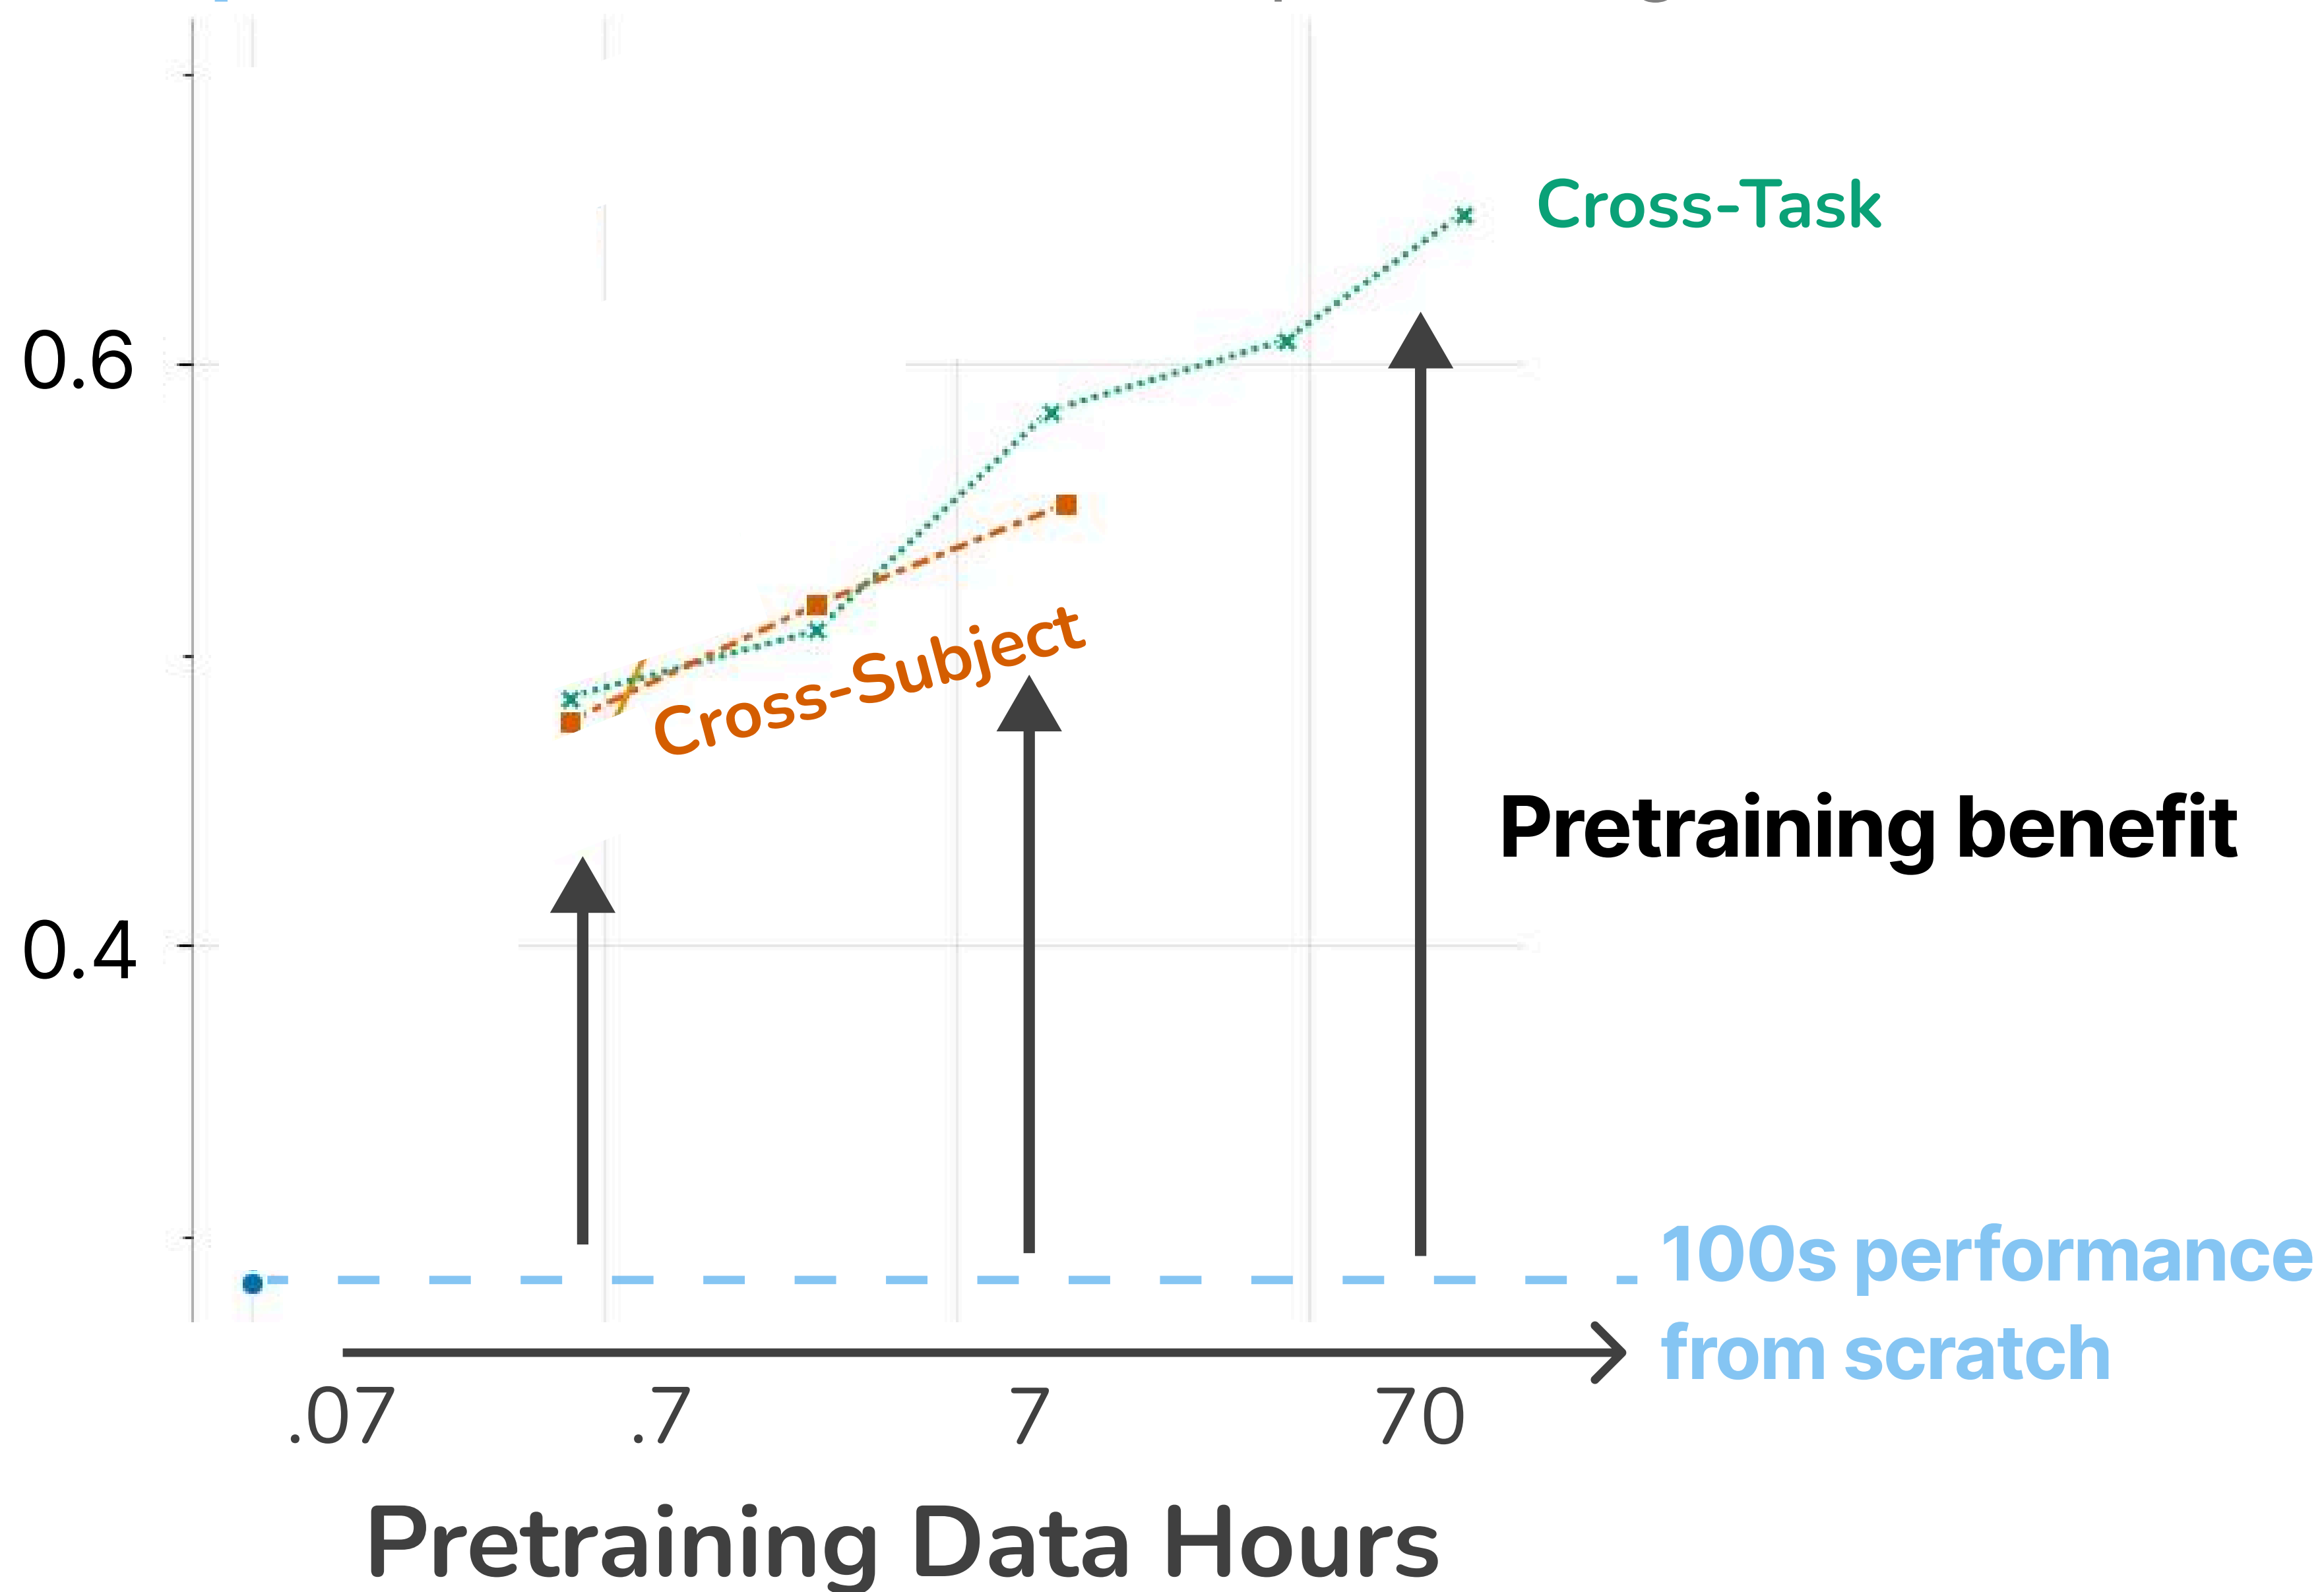 Cross-Task
0.6
Cross-Subject
Pretraining benefit
0.4
100s performance
from scratch
.07 .7 7 70
Pretraining Data Hours